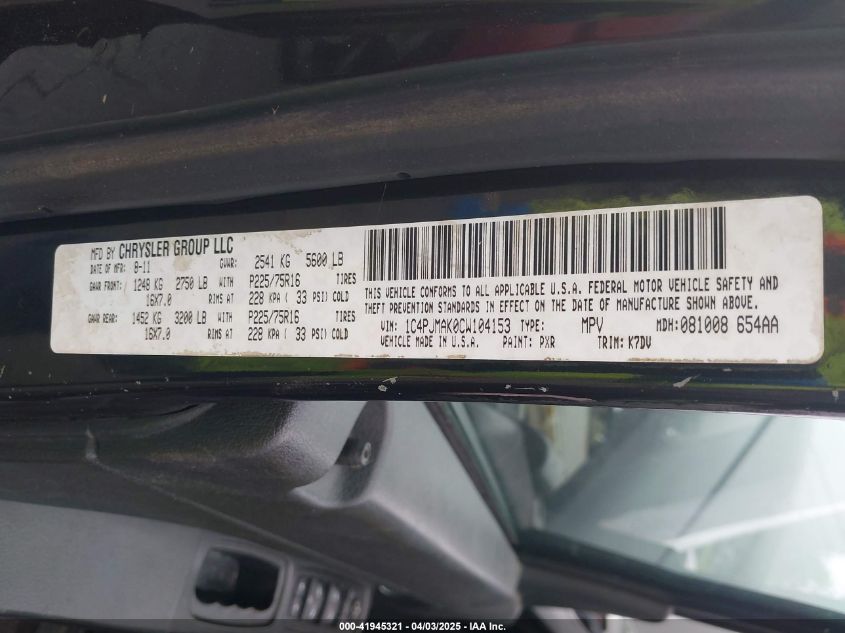 MFD BY CHRYSLER GROUP LLC
DATE OF MFR: 8-11 GVWR: 2541 KG 5600 LB
GAWR FRONT: 1248 KG 2750 LB WITH P225/75R16 TIRES
16X7.0 RIMS AT 228 KPA ( 33 PSI) COLD
GAWR REAR: 1452 KG 3200 LB WITH P225/75R16 TIRES
16X7.0 RIMS AT 228 KPA ( 33 PSI) COLD
THIS VEHICLE CONFORMS TO ALL APPLICABLE U.S.A. FEDERAL MOTOR VEHICLE SAFETY AND
THEFT PREVENTION STANDARDS IN EFFECT ON THE DATE OF MANUFACTURE SHOWN ABOVE.
VIN: 1C4PJMAK0CW104153 TYPE: MPV MDH: 081008 654AA
VEHICLE MADE IN U.S.A. PAINT: PXR TRIM: K7DV
000-41945321 - 04/03/2025 - IAA Inc.